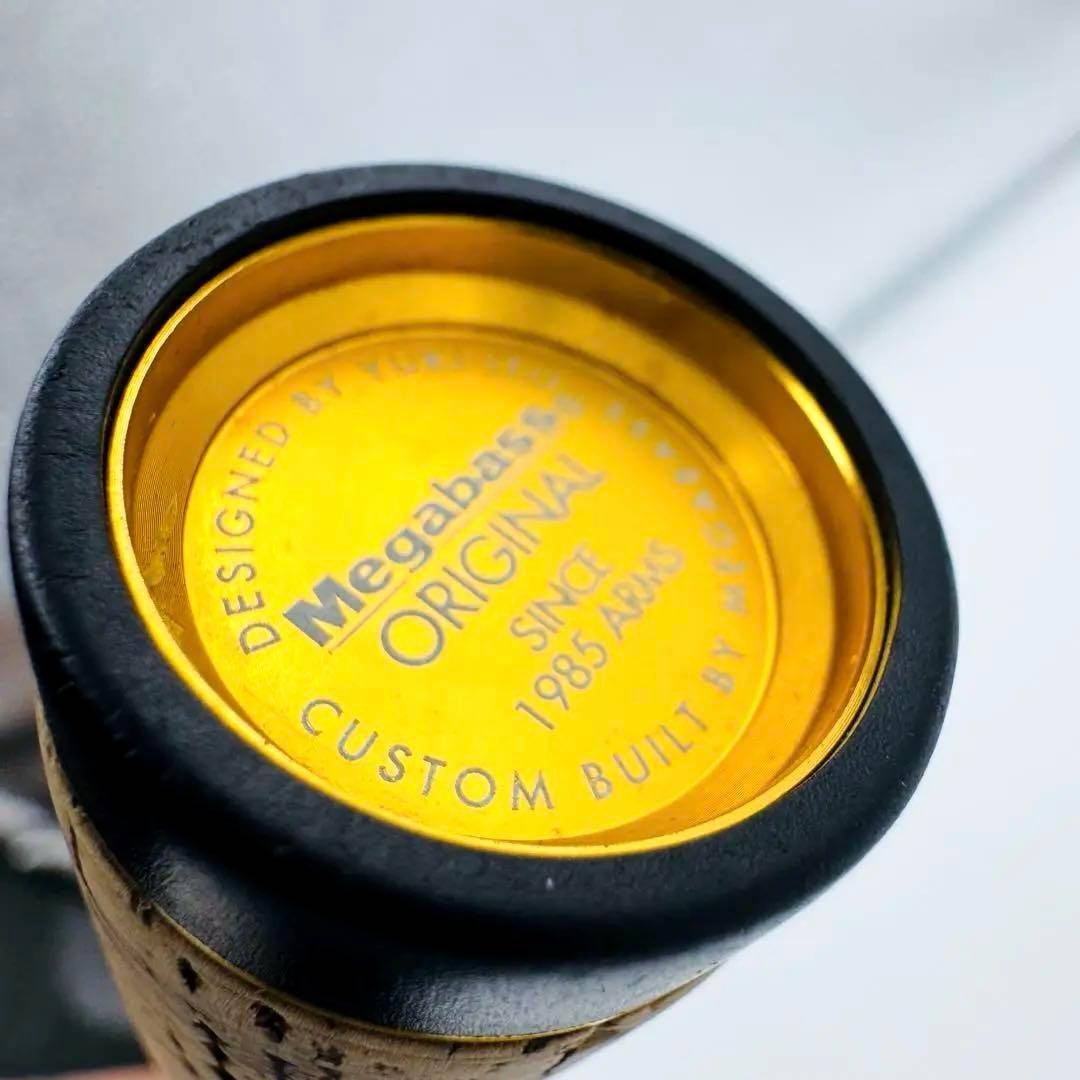 DESIGNED BY
Megabass
ORIGINAL
SINCE
1985 ARMS
CUSTOM BUILT BY